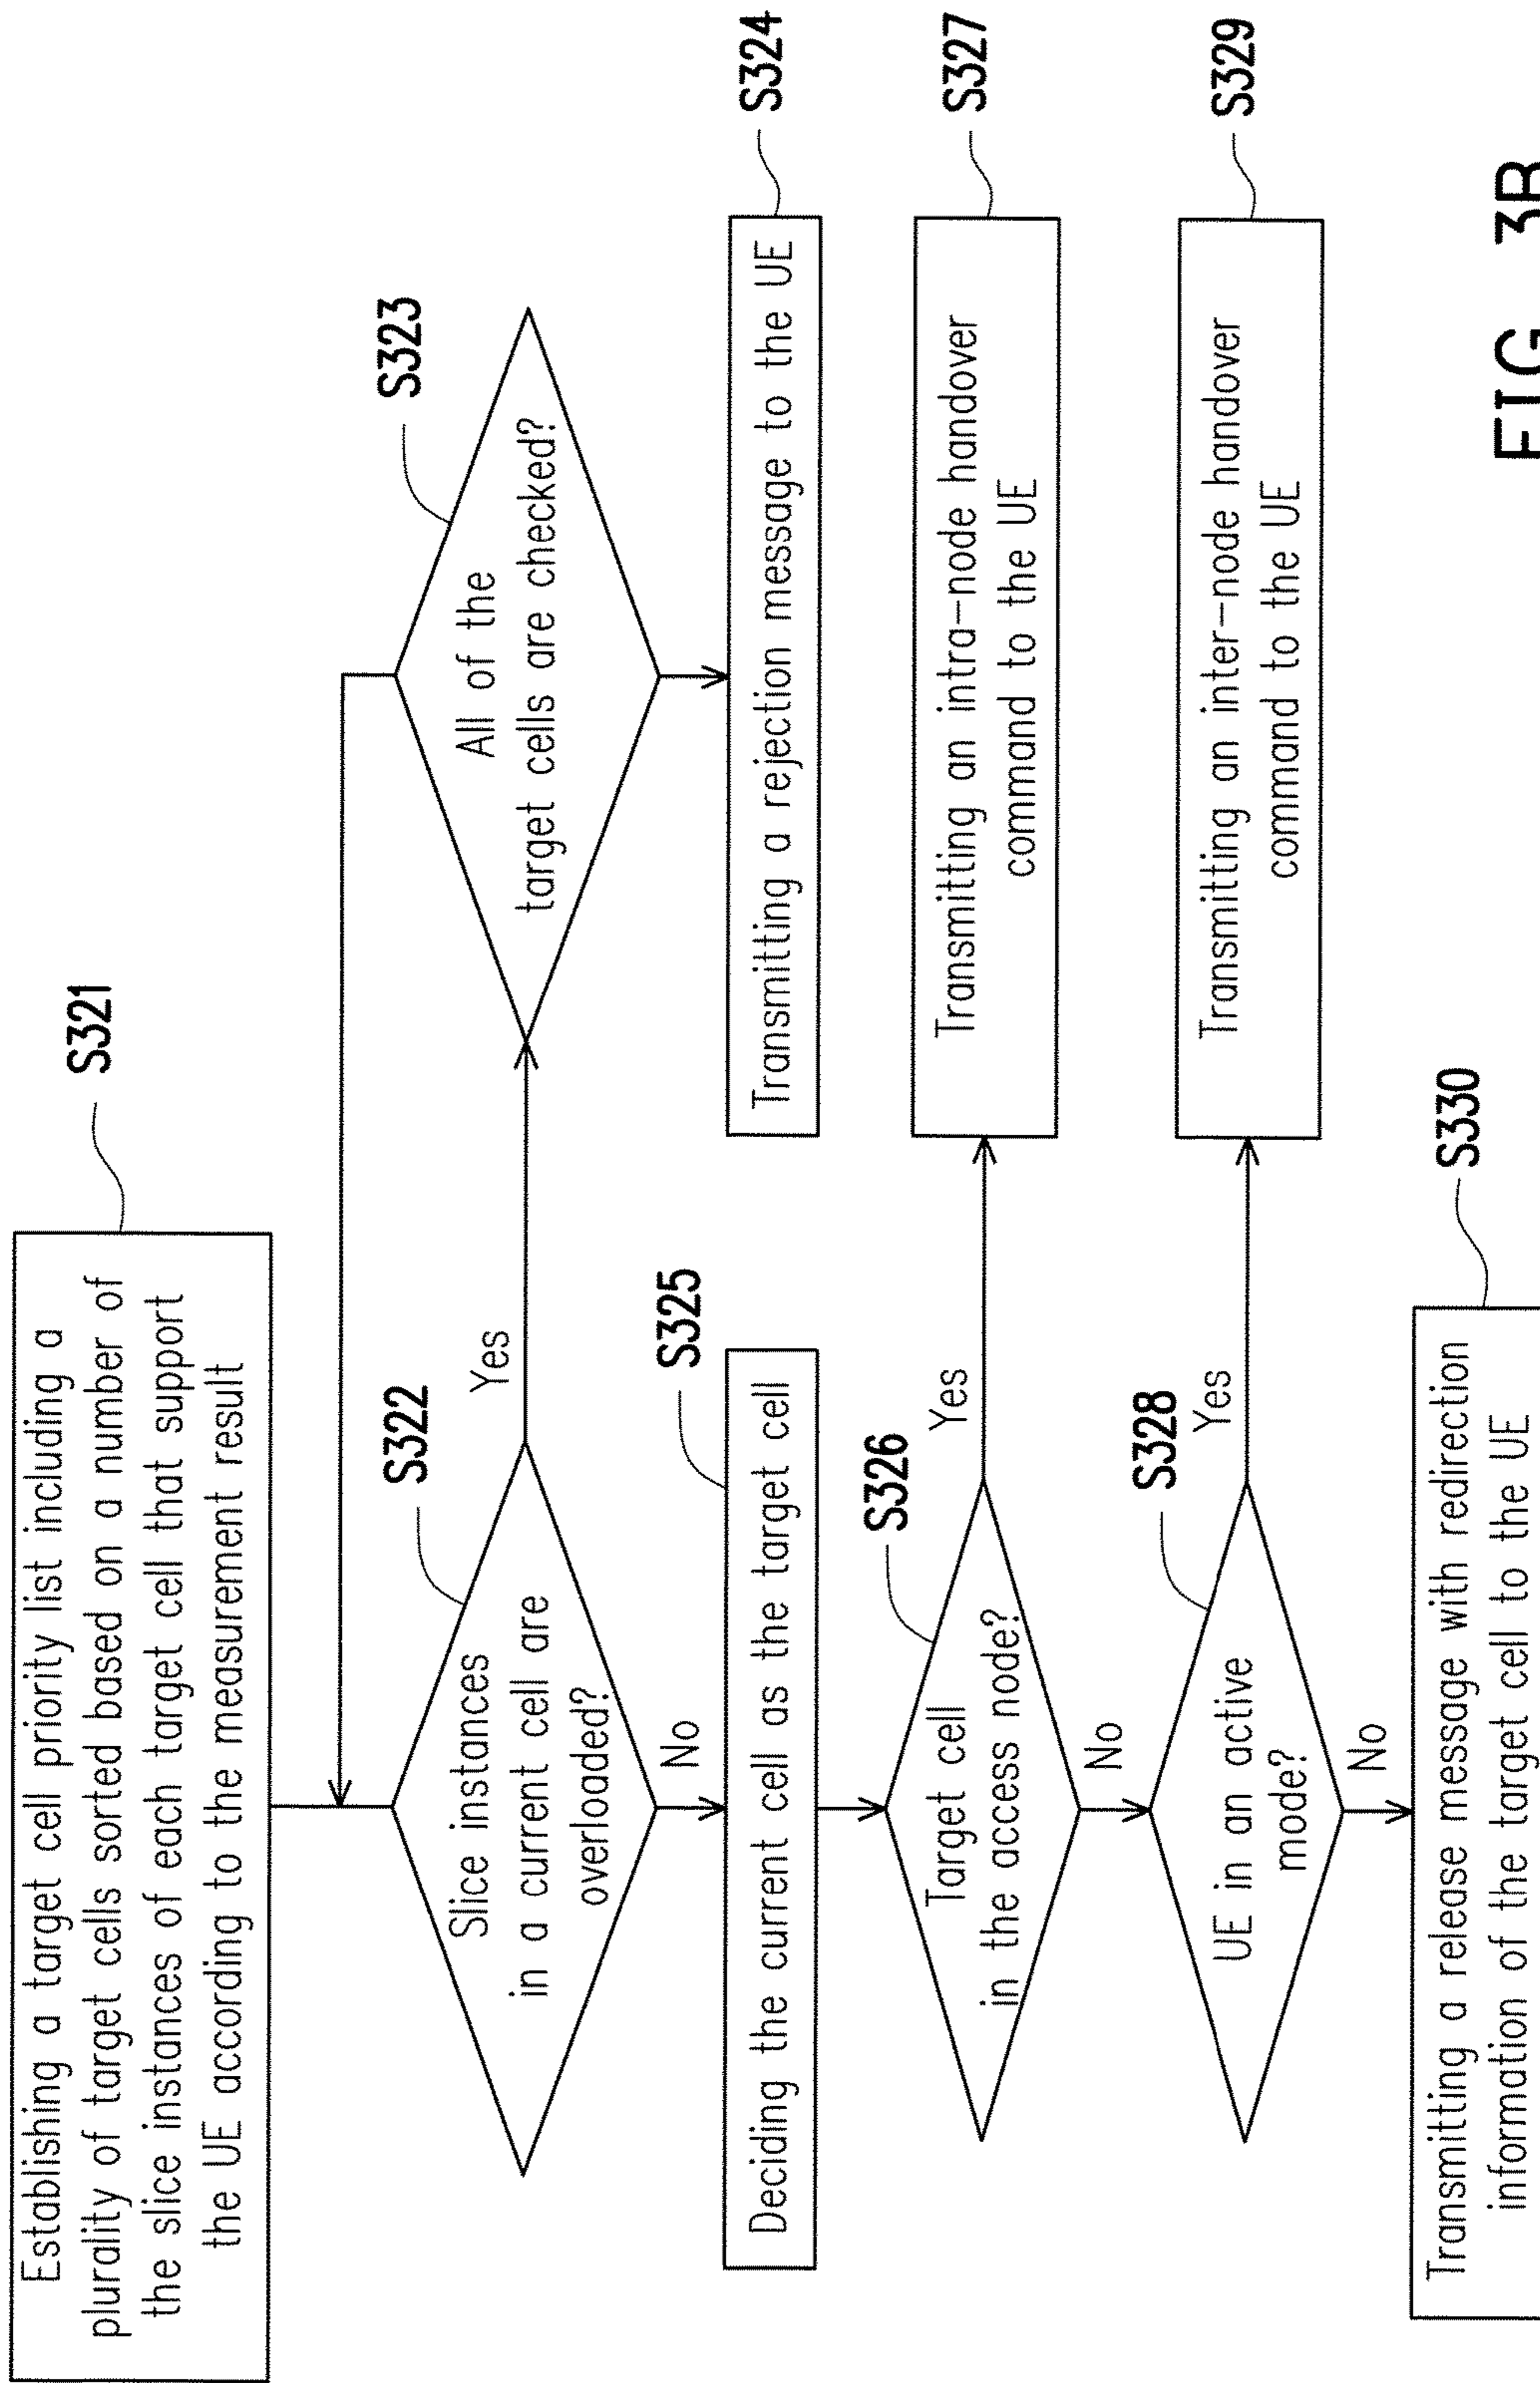 Establishing a target cell priority list including a
plurality of target cells sorted based on a number of
the slice instances of each target cell that support
the UE according to the measurement result
S321
Slice instances
in a current cell are
overloaded?
S322
Yes
No
All of the
target cells are checked?
S323
Transmitting a rejection message to the UE
S324
Deciding the current cell as the target cell
S325
Target cell
in the access node?
S326
Yes
No
Transmitting an intra-node handover
command to the UE
S327
UE in an active
mode?
S328
Yes
No
Transmitting an inter-node handover
command to the UE
S329
Transmitting a release message with redirection
information of the target cell to the UE
S330
FIG. 3B